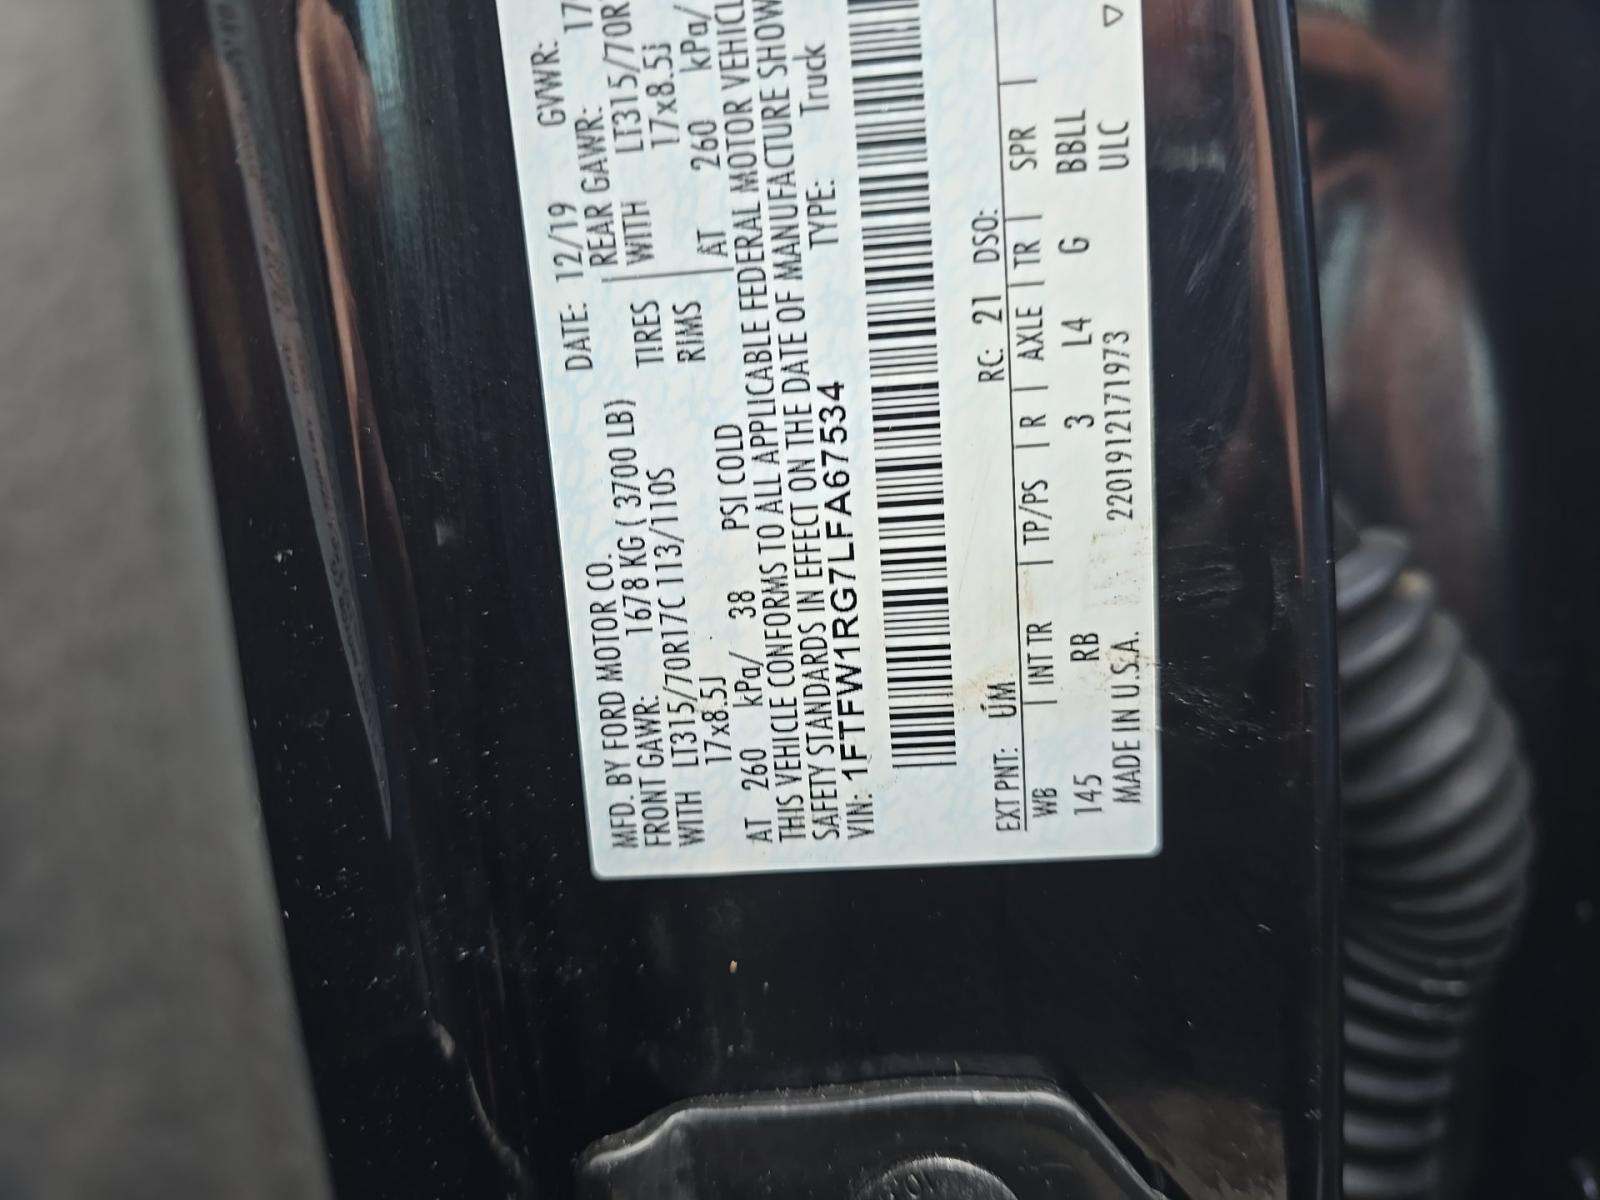 MFD. BY FORD MOTOR CO.
DATE: 12/19 GVWR:
FRONT GAWR: 1678 KG ( 3700 LB) REAR GAWR: 17
WITH LT315/70R17C 113/110S TIRES WITH LT315/70R
17x8.5J RIMS 17x8.5J
AT 260 kPa/ 38 PSI COLD AT 260 kPa/
THIS VEHICLE CONFORMS TO ALL APPLICABLE FEDERAL MOTOR VEHICL
SAFETY STANDARDS IN EFFECT ON THE DATE OF MANUFACTURE SHOW
VIN: 1FTFW1RG7LFA67534 TYPE: Truck
EXT PNT: UM RC: 21 DSO:
WB | INT TR | TP/PS | R | AXLE | TR | SPR |
145 RB 3 L4 G BBLL
MADE IN U.S.A. 2201912171973 ULC ▽